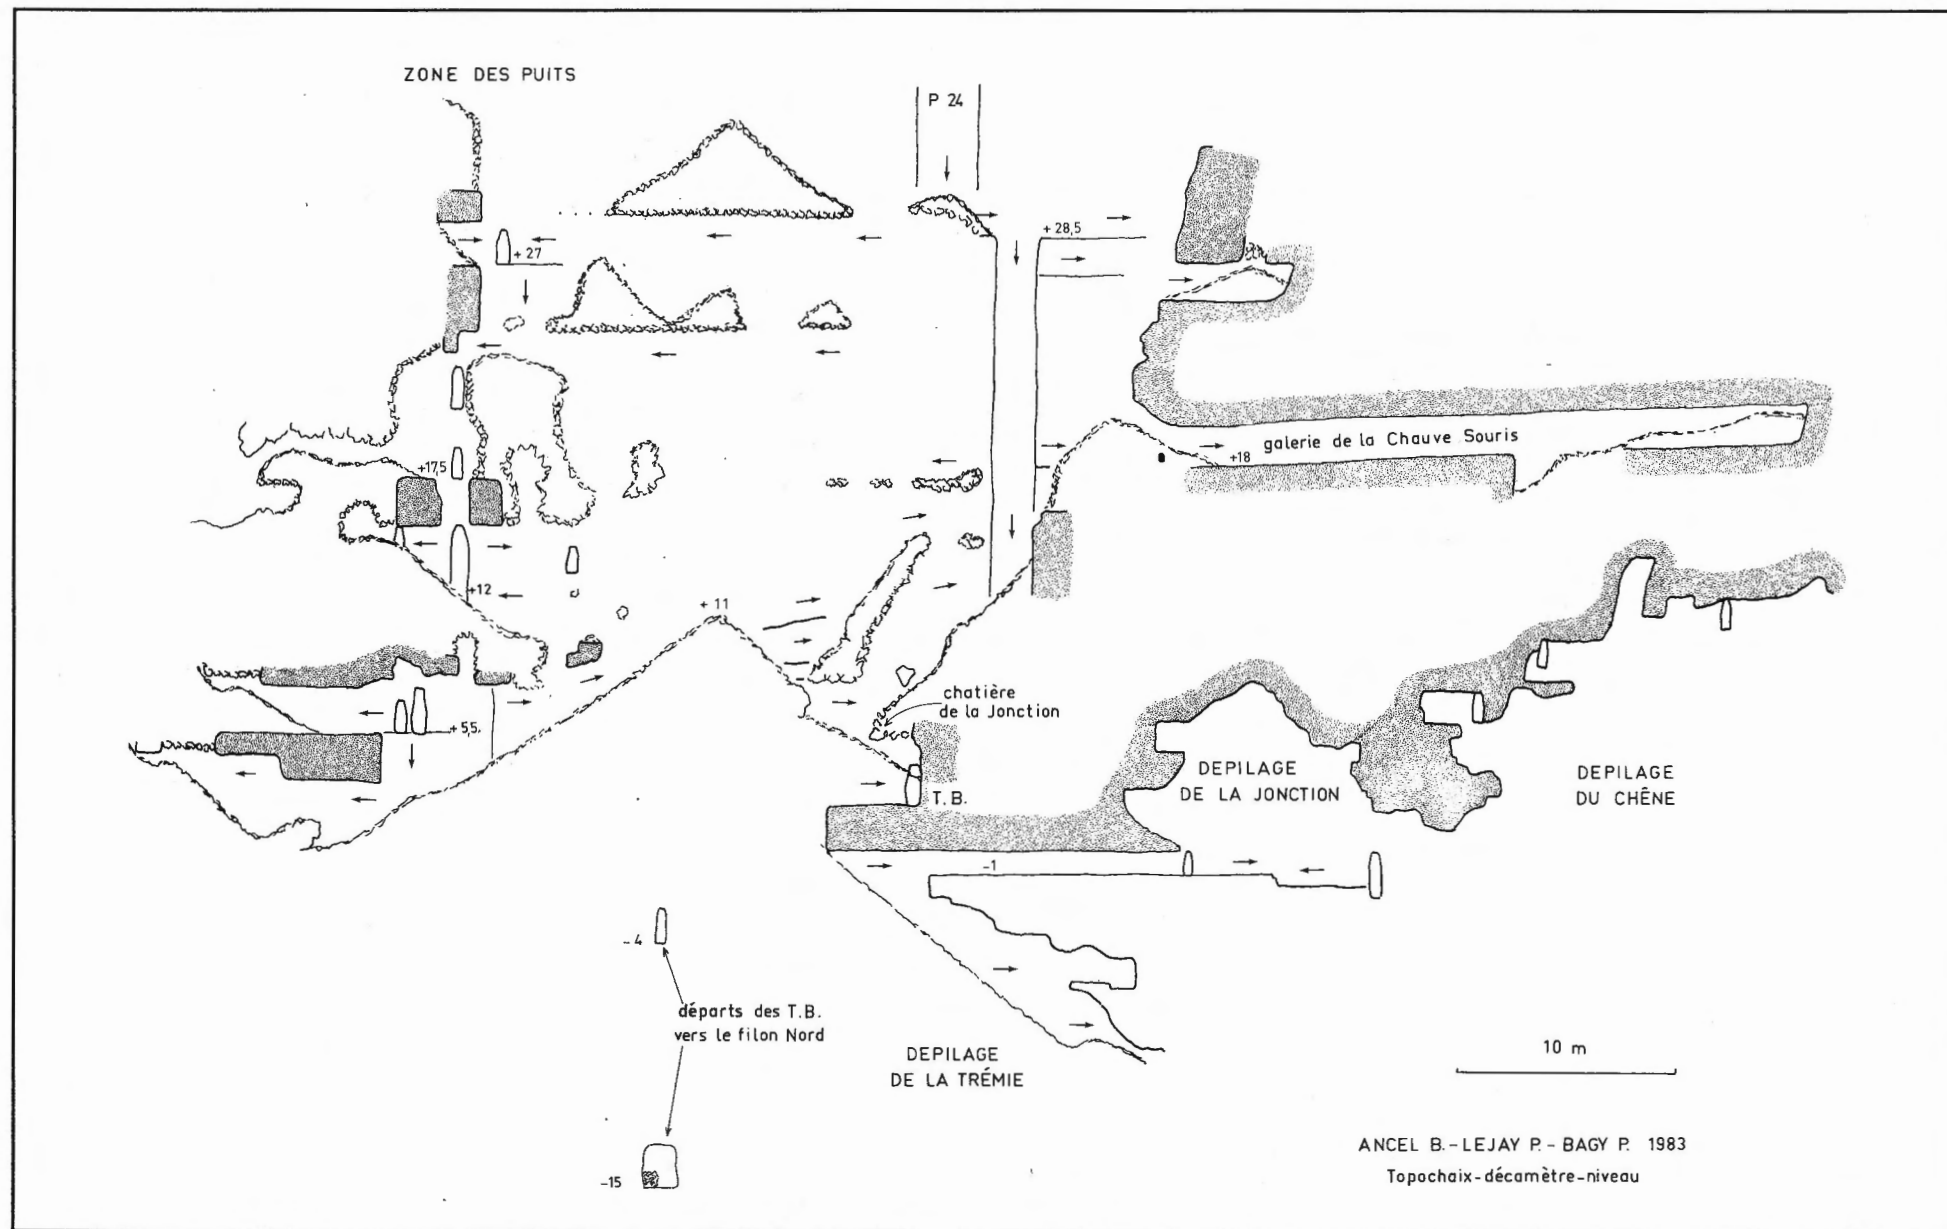 ZONE DES PUITS
P 24
+ 28,5
+ 27
galerie de la Chauve Souris
+18
+17,5
+12
+ 11
chatière
de la Jonction
+ 5,5
T.B.
DEPILAGE
DE LA JONCTION
DEPILAGE
DU CHÊNE
-1
- 4
départs des T.B.
vers le filon Nord
DEPILAGE
DE LA TRÉMIE
10 m
-15
ANCEL B.-LEJAY P.-BAGY P. 1983
Topochaix-décamètre-niveau